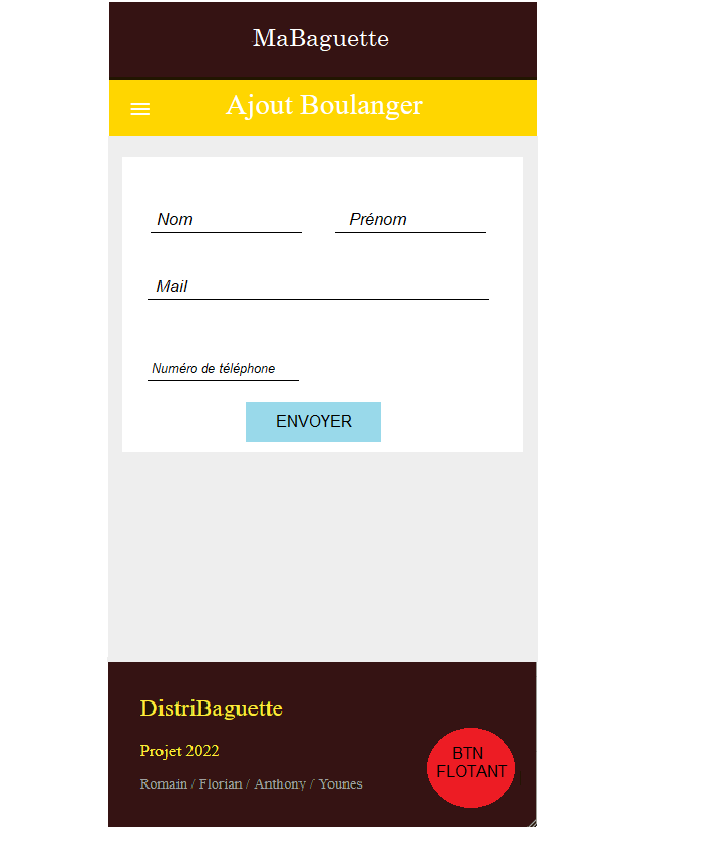 MaBaguette
Ajout Boulanger
Nom
Prénom
Mail
Numéro de téléphone
ENVOYER
DistriBaguette
Projet 2022
Romain / Florian / Anthony / Younes
BTN
FLOTANT